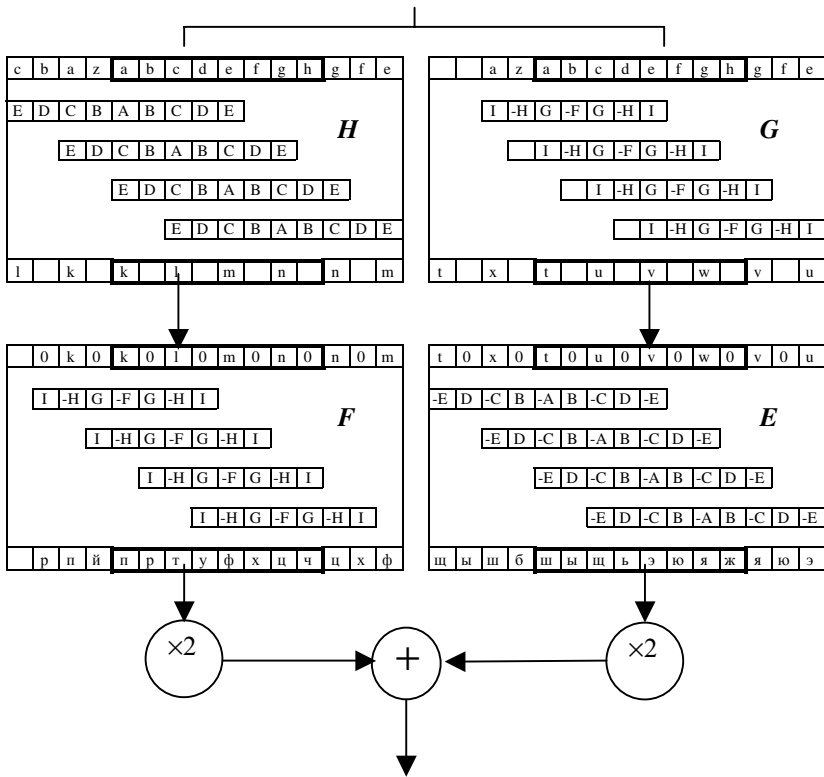 c b a z a b c d e f g h g f e
E D C B A B C D E
H
E D C B A B C D E
E D C B A B C D E
E D C B A B C D E
l k k l m n n m
a z a b c d e f g h g f e
I -H G -F G -H I
G
I -H G -F G -H I
I -H G -F G -H I
I -H G -F G -H I
t x t u v w v u
0 k 0 k 0 l 0 m 0 n 0 n 0 m
I -H G -F G -H I
F
I -H G -F G -H I
I -H G -F G -H I
I -H G -F G -H I
р п й п р т у ф х ц ч ц х ф
t 0 x 0 t 0 u 0 v 0 w 0 v 0 u
-E D -C B -A B -C D -E
E
-E D -C B -A B -C D -E
-E D -C B -A B -C D -E
-E D -C B -A B -C D -E
щ ы ш б ш ы щ ь э ю я ж я ю э
×2
+
×2